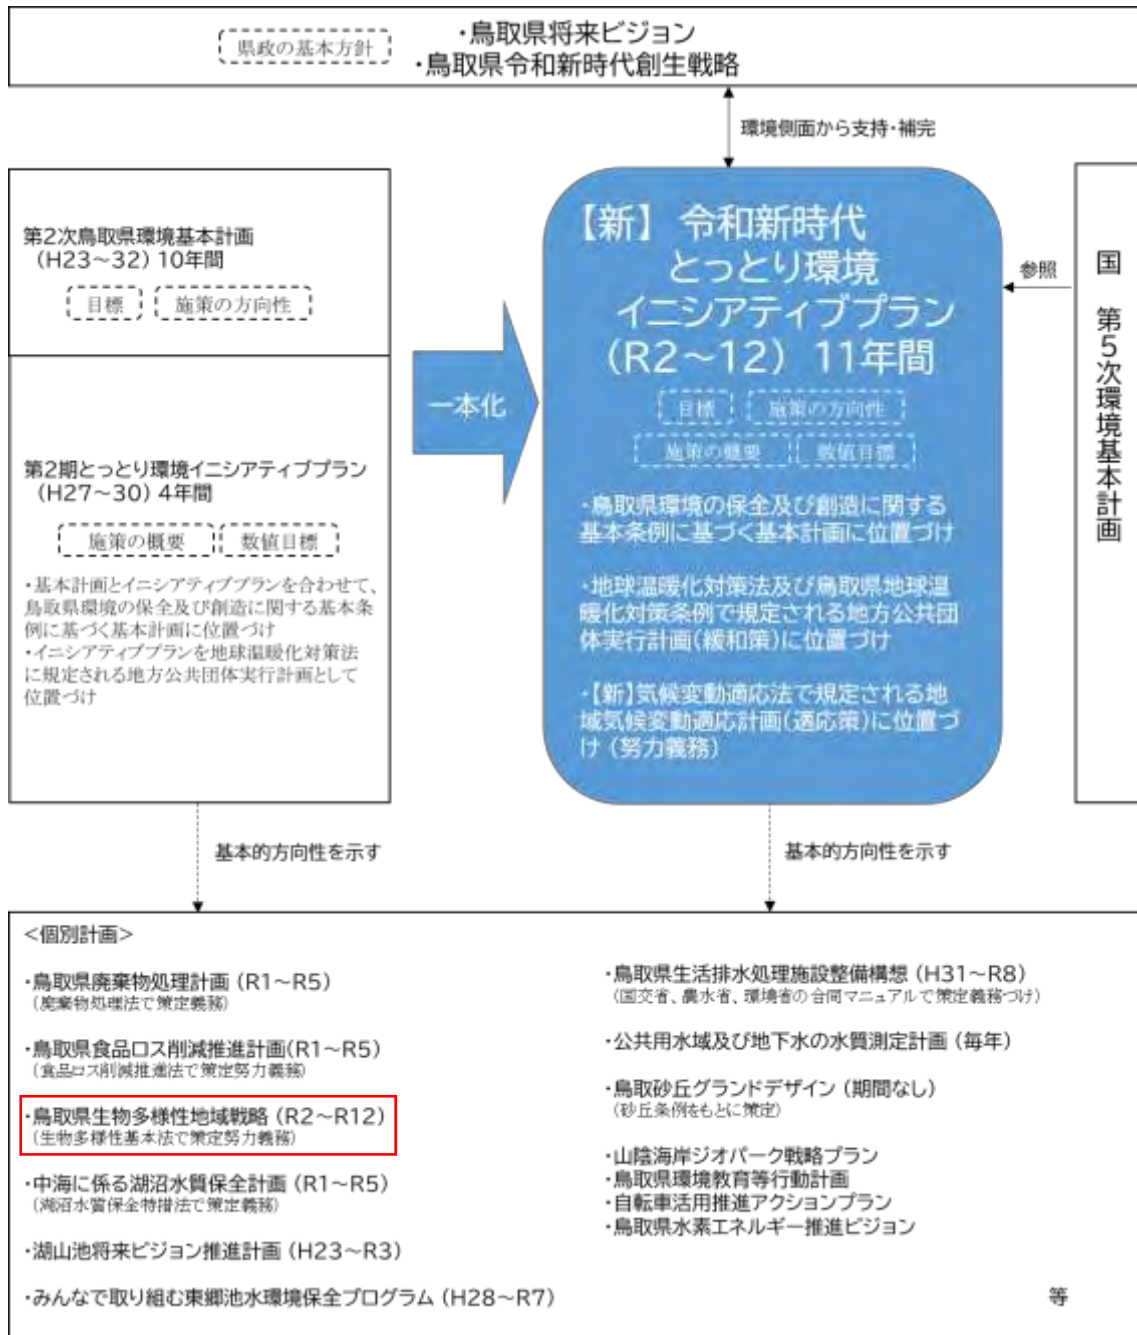 県政の基本方針
・鳥取県将来ビジョン
・鳥取県令和新時代創生戦略
環境側面から支持・補完
第2次鳥取県環境基本計画
（H23～32）10年間
目標
施策の方向性
第2期とっとり環境イニシアティブプラン
（H27～30）4年間
施策の概要
数値目標
・基本計画とイニシアティブプランを合わせて、
鳥取県環境の保全及び創造に関する基本条
例に基づく基本計画に位置づけ
・イニシアティブプランを地球温暖化対策法
に規定される地方公共団体実行計画として
位置づけ
一本化
【新】 令和新時代
とっとり環境
イニシアティブプラン
（R2～12）11年間
目標
施策の方向性
施策の概要
数値目標
・鳥取県環境の保全及び創造に関する
基本条例に基づく基本計画に位置づけ
・地球温暖化対策法及び鳥取県地球温
暖化対策条例で規定される地方公共団
体実行計画(緩和策)に位置づけ
・【新】気候変動適応法で規定される地
域気候変動適応計画(適応策)に位置づ
け（努力義務）
参照
国　第5次環境基本計画
基本的方向性を示す
基本的方向性を示す
＜個別計画＞
・鳥取県廃棄物処理計画（R1～R5）
（廃棄物処理法で策定義務）
・鳥取県食品ロス削減推進計画(R1～R5)
（食品ロス削減推進法で策定努力義務）
・鳥取県生物多様性地域戦略（R2～R12）
（生物多様性基本法で策定努力義務）
・中海に係る湖沼水質保全計画（R1～R5）
（湖沼水質保全特措法で策定義務）
・湖山池将来ビジョン推進計画（H23～R3）
・みんなで取り組む東郷池水環境保全プログラム（H28～R7）
・鳥取県生活排水処理施設整備構想（H31～R8）
（国交省、農水省、環境省の合同マニュアルで策定義務づけ）
・公共用水域及び地下水の水質測定計画（毎年）
・鳥取砂丘グランドデザイン（期間なし）
（砂丘条例をもとに策定）
・山陰海岸ジオパーク戦略プラン
・鳥取県環境教育等行動計画
・自転車活用推進アクションプラン
・鳥取県水素エネルギー推進ビジョン
等